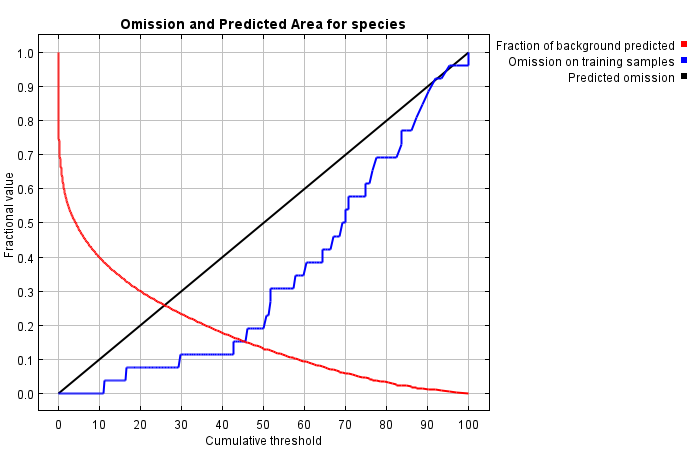 Omission and Predicted Area for species
Fraction of background predicted
Omission on training samples
Predicted omission
Fractional value
1.0
0.9
0.8
0.7
0.6
0.5
0.4
0.3
0.2
0.1
0.0
0 10 20 30 40 50 60 70 80 90 100
Cumulative threshold